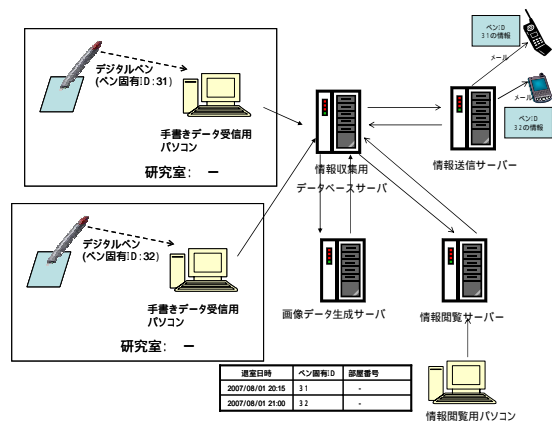 デジタルペン
(ペン固有ID:31)
手書きデータ受信用
パソコン
研究室: ー
デジタルペン
(ペン固有ID:32)
手書きデータ受信用
パソコン
研究室: ー
情報収集用
データベースサーバ
画像データ生成サーバ
情報送信サーバー
ペンID
31の情報
メール
メール
ペンID
32の情報
情報閲覧サーバー
情報閲覧用パソコン
退室日時 ペン固有ID 部屋番号
2007/08/01 20:15 31 -
2007/08/01 21:00 32 -